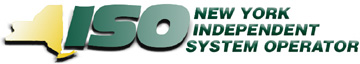 ISO NEW YORK
INDEPENDENT
SYSTEM OPERATOR